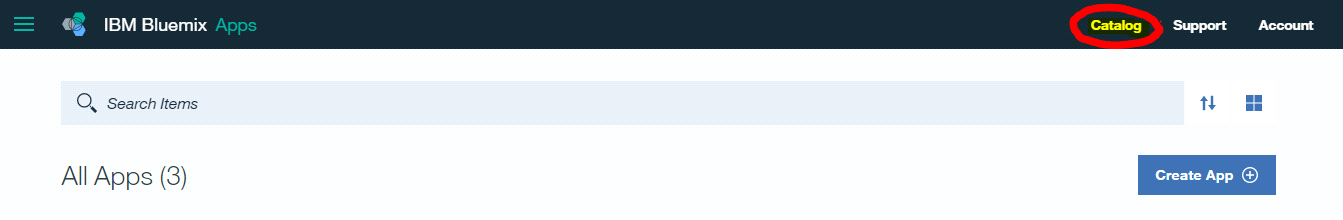 IBM Bluemix Apps Catalog Support Account
Search Items
All Apps (3) Create App